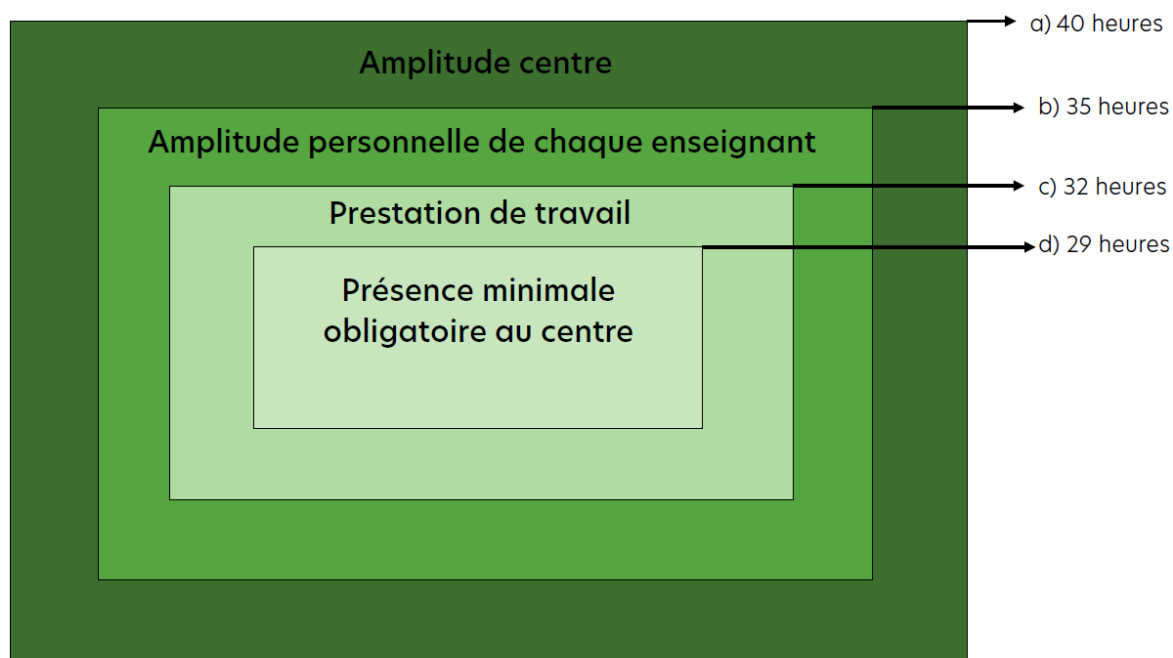 a) 40 heures
Amplitude centre
b) 35 heures
Amplitude personnelle de chaque enseignant
c) 32 heures
Prestation de travail
d) 29 heures
Présence minimale
obligatoire au centre